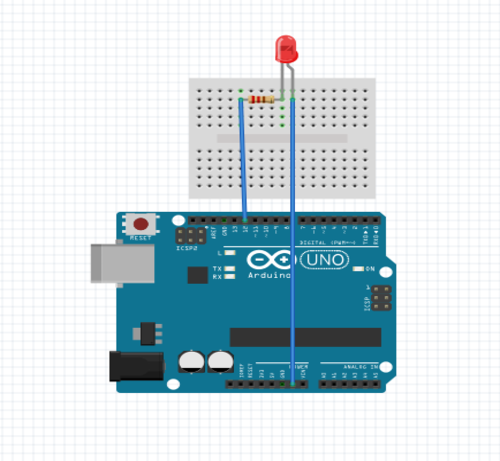 RESET
ICSP2
AREF
GND
13
12
~11
~10
~9
8
7
~6
~5
4
~3
2
TX▸1
RX◂0
DIGITAL (PWM=~)
L
TX
RX
Arduino
UNO
ON
ICSP
1
POWER
ANALOG IN
IOREF
RESET
3V3
5V
GND
VIN
A0
A1
A2
A3
A4
A5